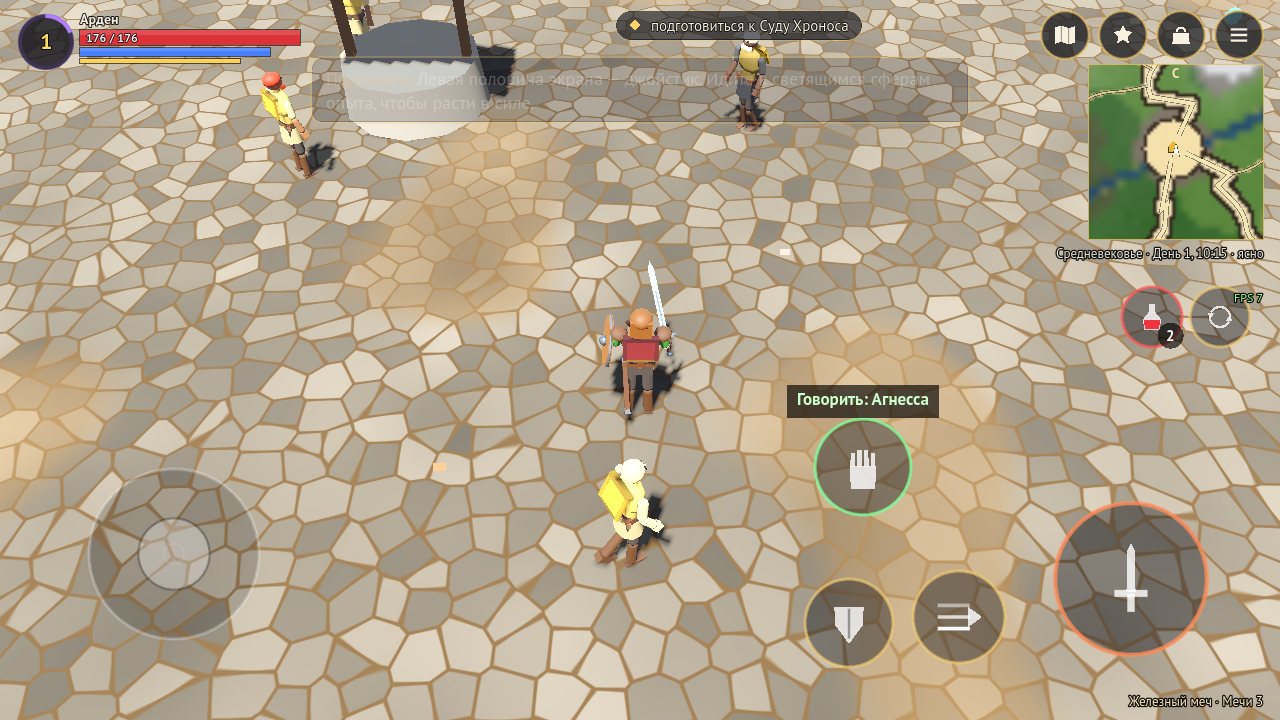 Арден
1
176 / 176
подготовиться к Суду Хроноса
Левая половина экрана — джойстик. Идите к светящимся сферам
опыта, чтобы расти в силе.
С
Средневековье · День 1, 10:15 · ясно
FPS 7
2
Говорить: Агнесса
Железный меч · Мечи 3